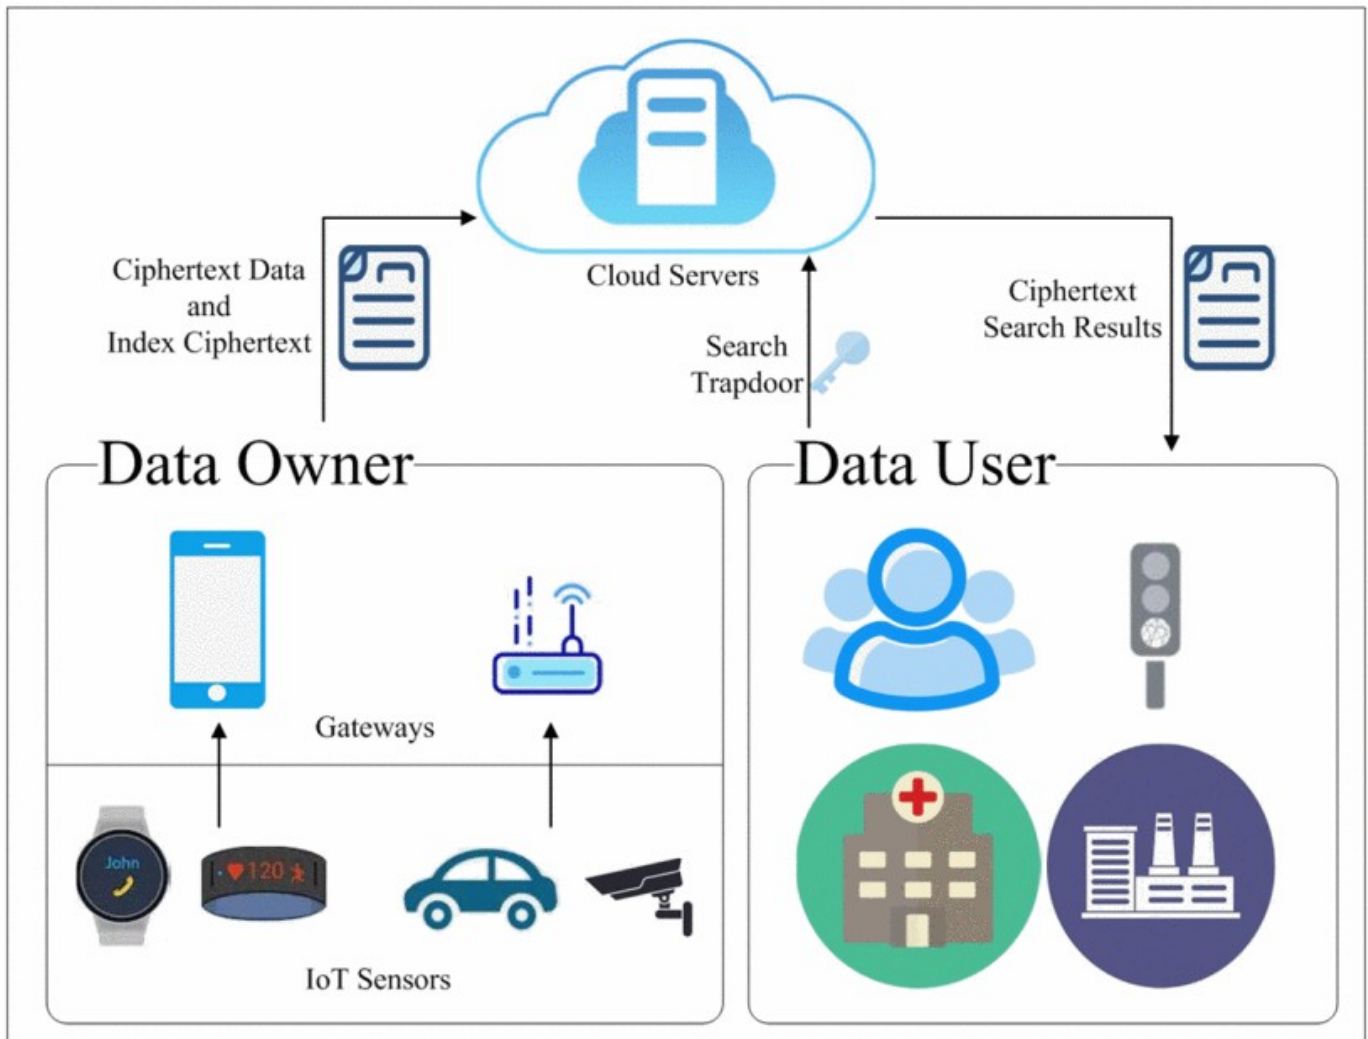 Cloud Servers
Ciphertext Data
and
Index Ciphertext
Search
Trapdoor
Ciphertext
Search Results
Data Owner
Data User
Gateways
John
120
IoT Sensors